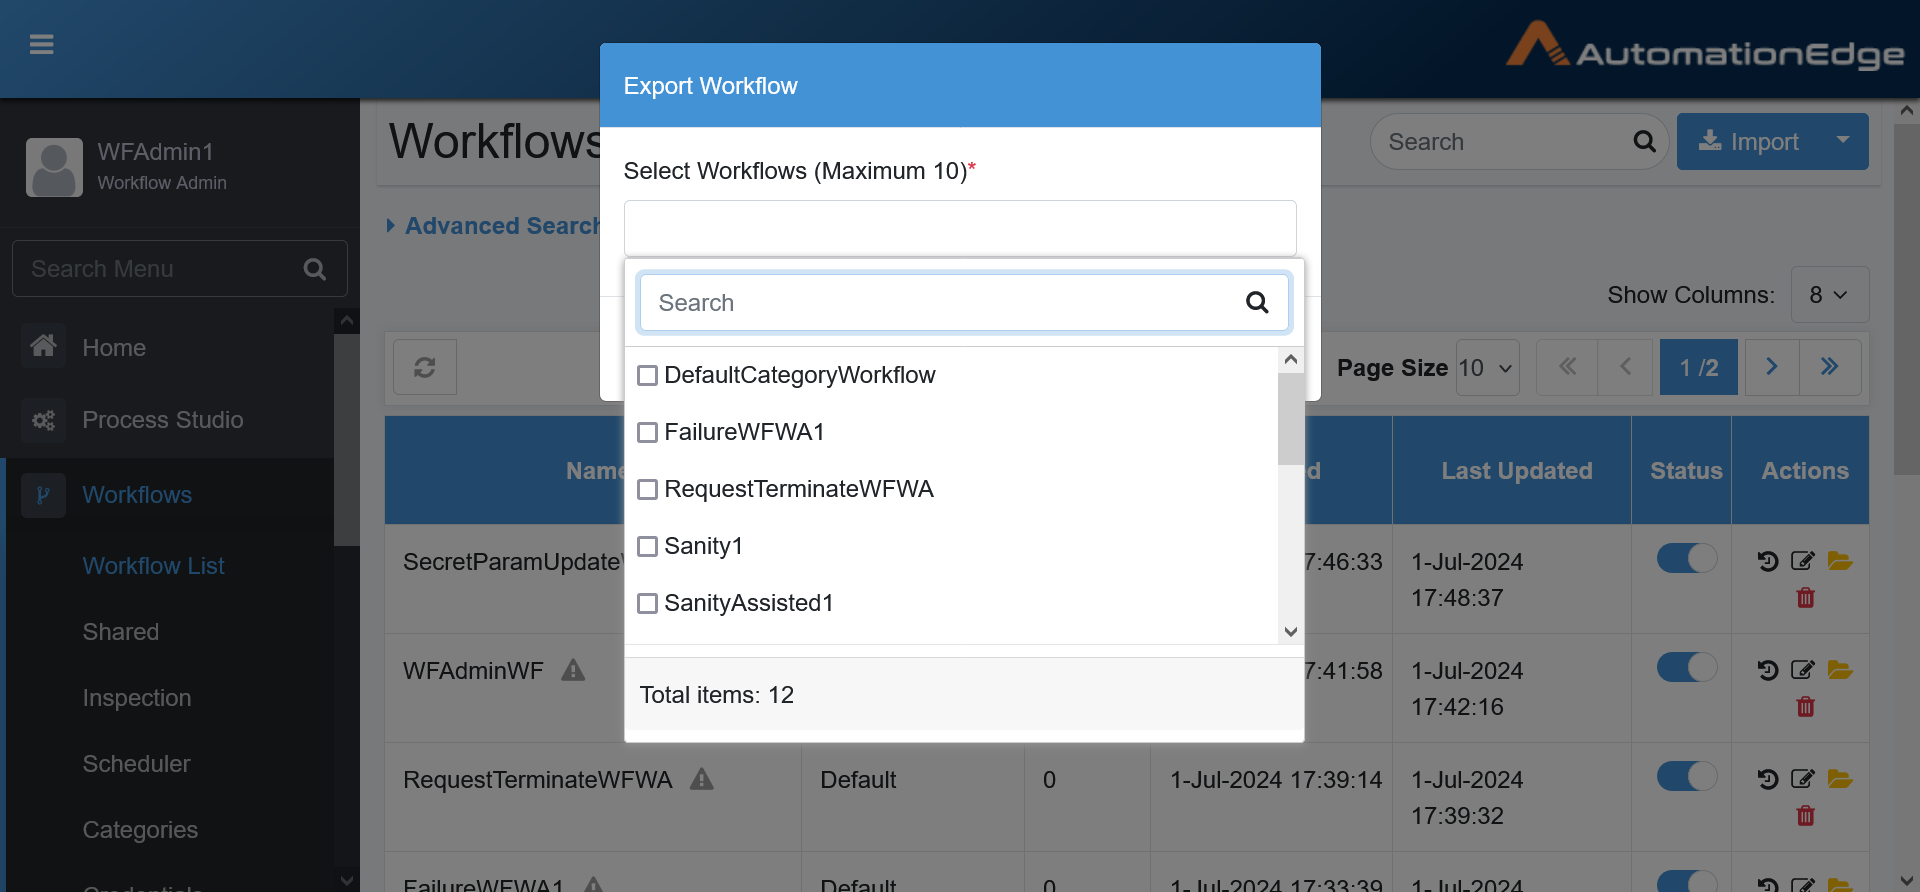 AutomationEdge
Export Workflow
WFAdmin1
Workflow Admin
Workflows
Search
Import
Select Workflows (Maximum 10)*
Advanced Search
Search Menu
Search
Show Columns: 8
Home
Process Studio
Workflows
Workflow List
Shared
Inspection
Scheduler
Categories
DefaultCategoryWorkflow
FailureWFWA1
RequestTerminateWFWA
Sanity1
SanityAssisted1
Total items: 12
Page Size 10
1 /2
Name
Last Updated
Status
Actions
SecretParamUpdate
7:46:33
1-Jul-2024
17:48:37
WFAdminWF
7:41:58
1-Jul-2024
17:42:16
RequestTerminateWFWA
Default
0
1-Jul-2024 17:39:14
1-Jul-2024
17:39:32
FailureWFWA1
Default
0
1-Jul-2024 17:33:39
1-Jul-2024